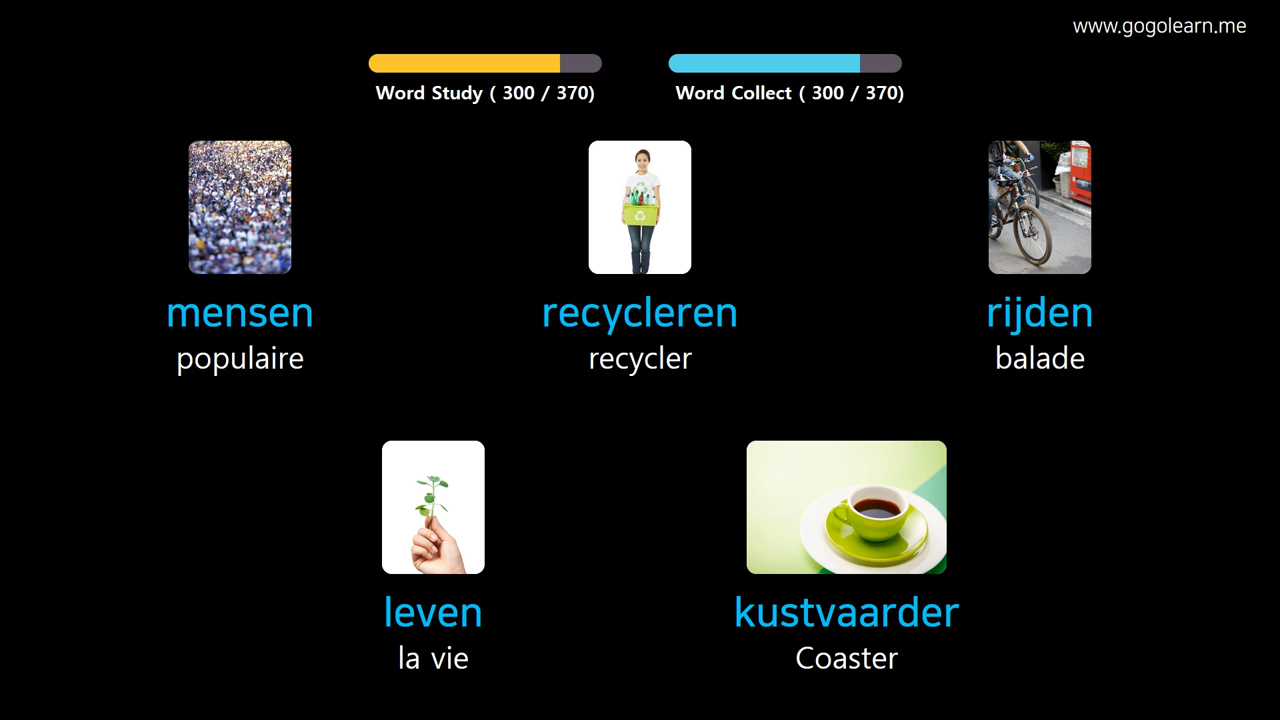 www.gogolearn.me
Word Study ( 300 / 370)
Word Collect ( 300 / 370)
mensen
populaire
recycleren
recycler
rijden
balade
leven
la vie
kustvaarder
Coaster